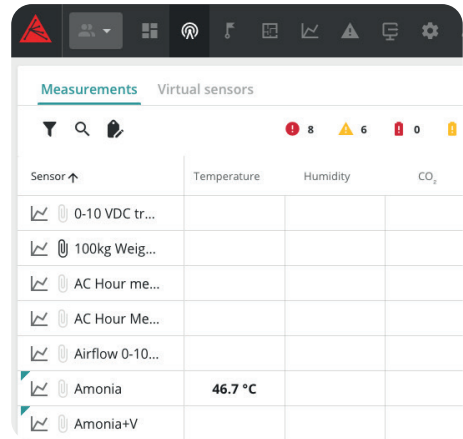 Measurements Virtual sensors
8 6 0
Sensor Temperature Humidity CO₂
0-10 VDC tr...
100kg Weig...
AC Hour me...
AC Hour Me...
Airflow 0-10...
Amonia 46.7 °C
Amonia+V